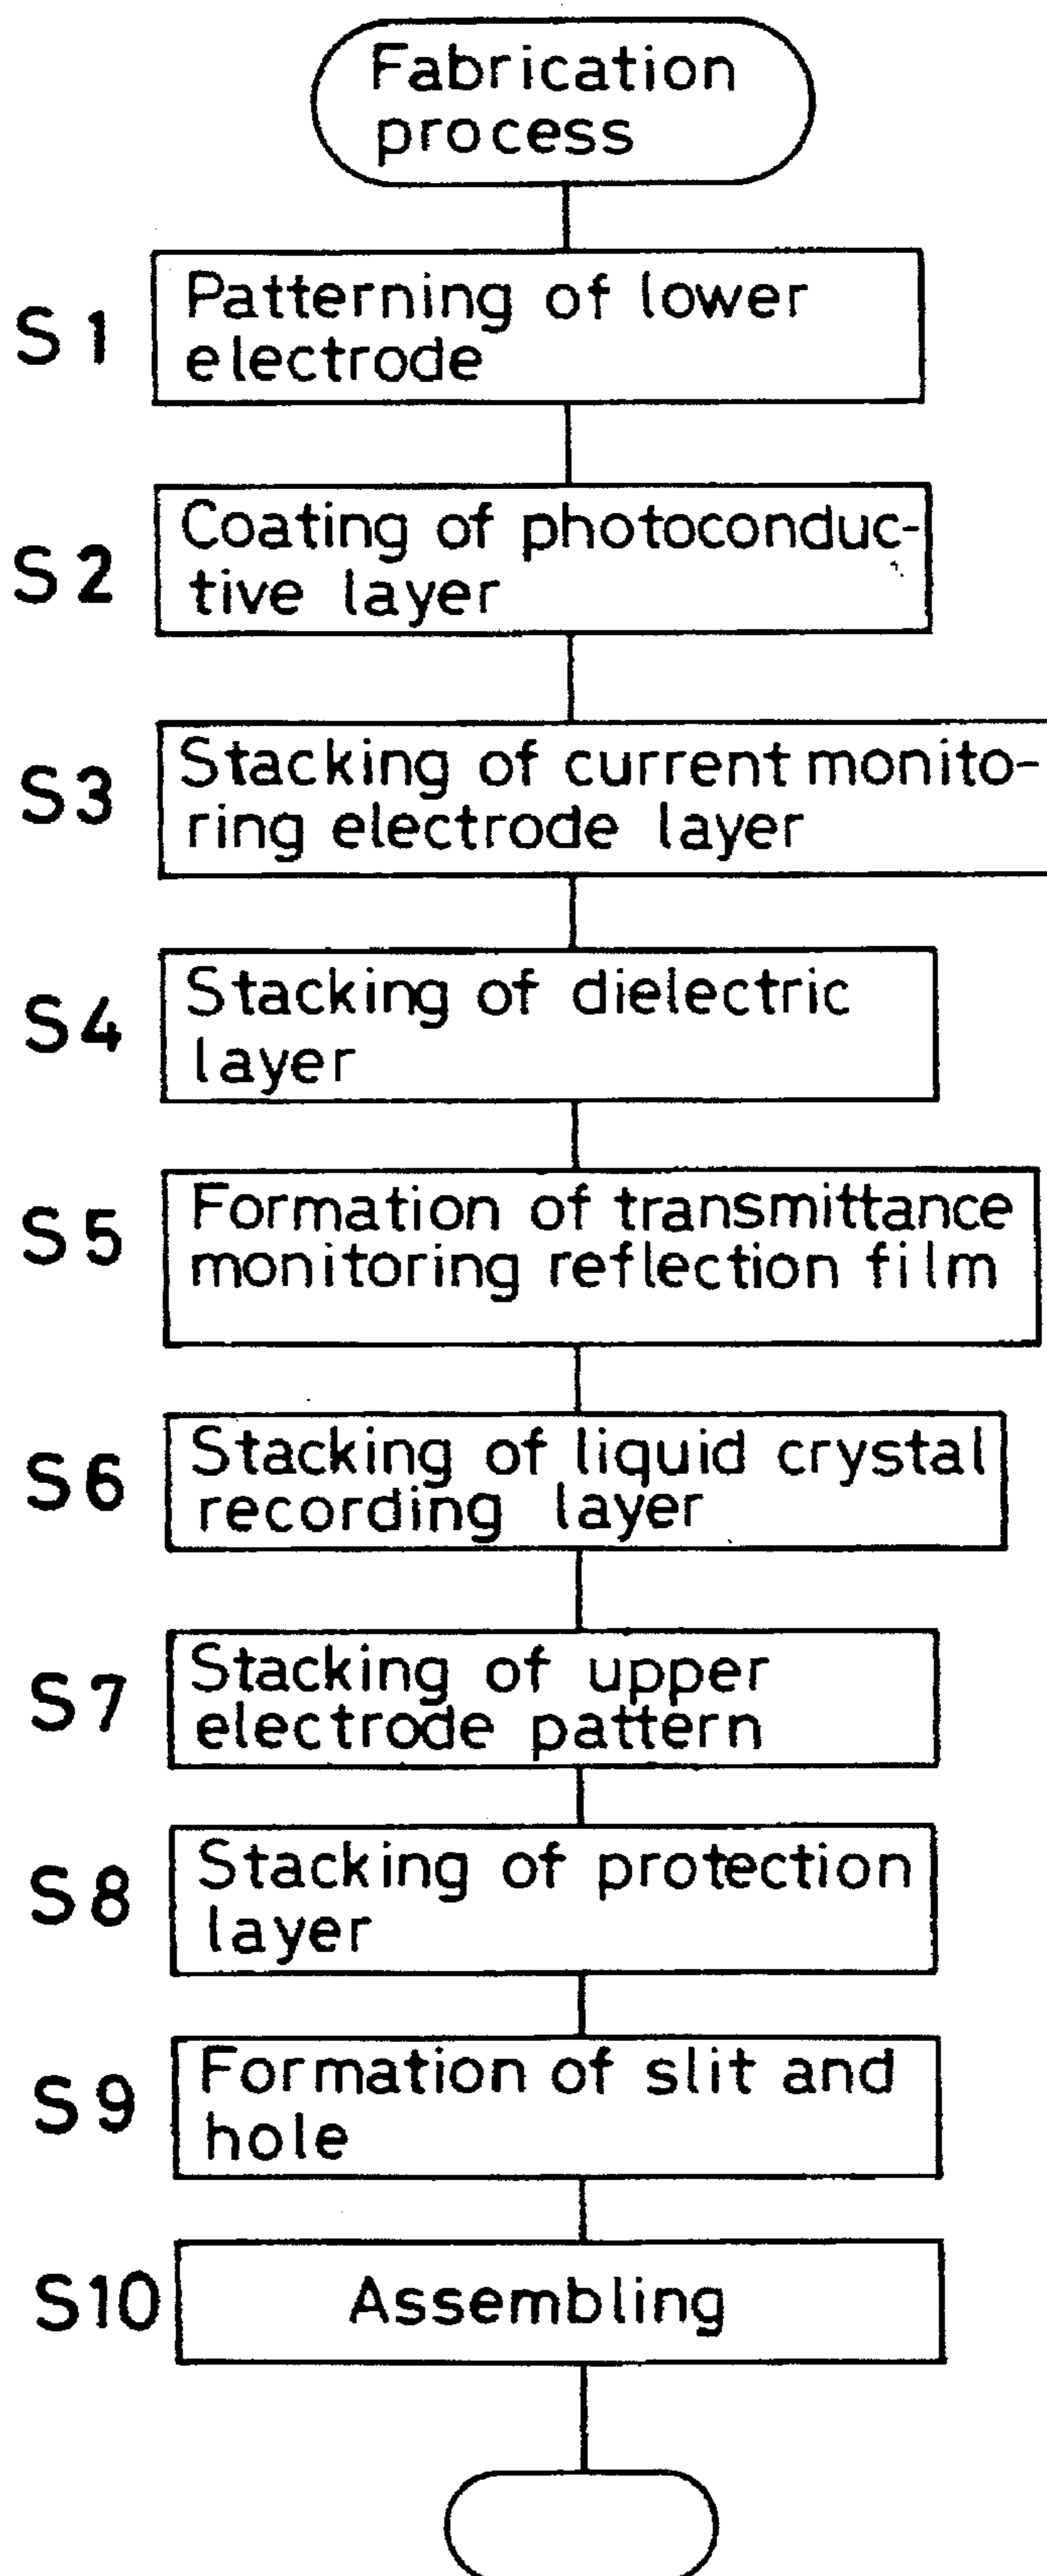 Fabrication
process
S1
Patterning of lower
electrode
S2
Coating of photoconduc-
tive layer
S3
Stacking of current monito-
ring electrode layer
S4
Stacking of dielectric
layer
S5
Formation of transmittance
monitoring reflection film
S6
Stacking of liquid crystal
recording layer
S7
Stacking of upper
electrode pattern
S8
Stacking of protection
layer
S9
Formation of slit and
hole
S10
Assembling